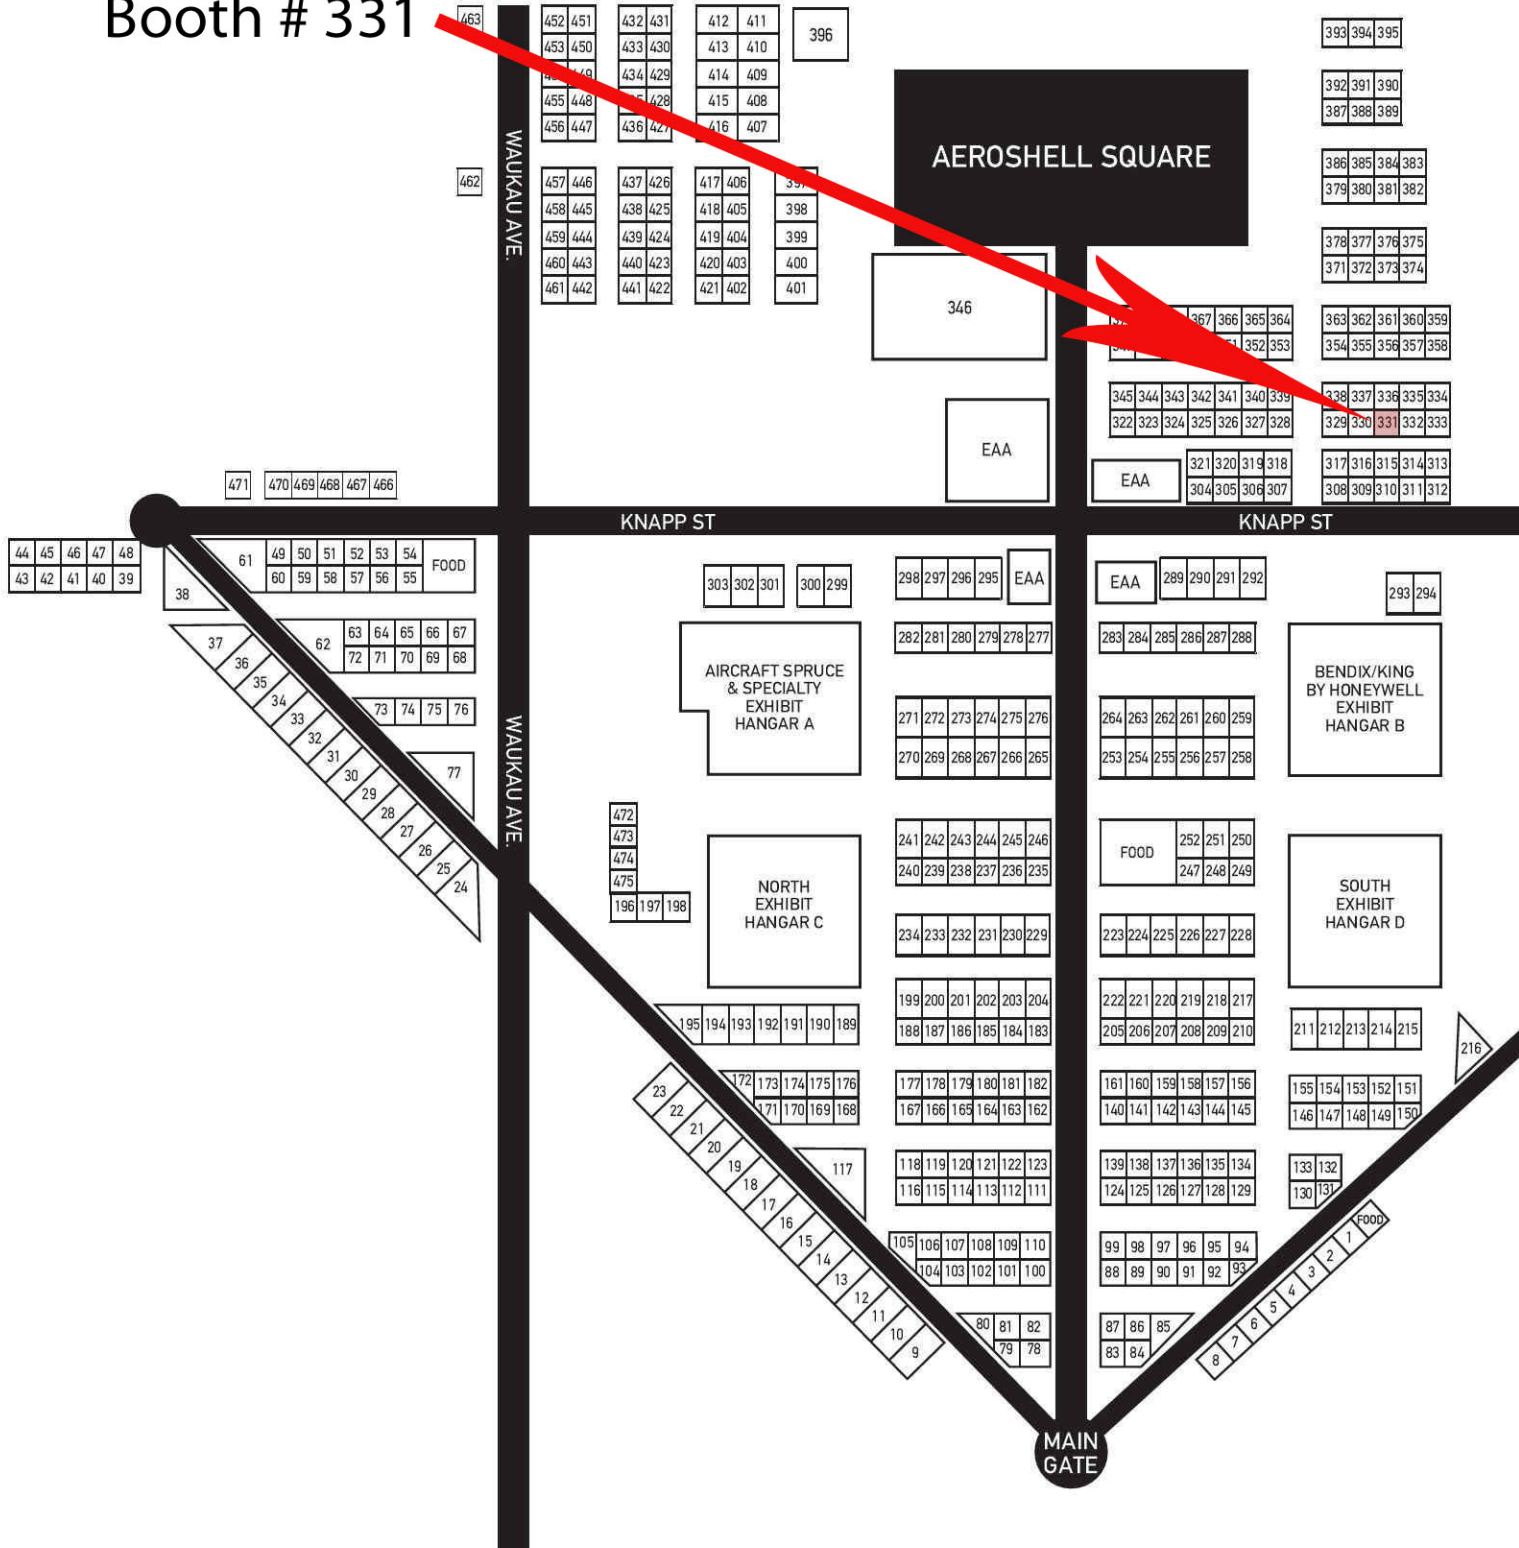 Booth # 331
463
452 451
432 431
412 411
396
393 394 395
453 450
433 430
413 410
449
434 429
414 409
392 391 390
455 448
428
415 408
387 388 389
456 447
436 427
416 407
WAUKAU AVE.
AEROSHELL SQUARE
386 385 384 383
379 380 381 382
462
457 446
437 426
417 406
397
458 445
438 425
418 405
398
459 444
439 424
419 404
399
378 377 376 375
460 443
440 423
420 403
400
371 372 373 374
461 442
441 422
421 402
401
346
367 366 365 364
363 362 361 360 359
352 353
354 355 356 357 358
345 344 343 342 341 340 339
338 337 336 335 334
322 323 324 325 326 327 328
329 330 331 332 333
EAA
EAA
321 320 319 318
317 316 315 314 313
304 305 306 307
308 309 310 311 312
471
470 469 468 467 466
KNAPP ST
KNAPP ST
44 45 46 47 48
43 42 41 40 39
61
49 50 51 52 53 54
60 59 58 57 56 55
FOOD
38
303 302 301
300 299
298 297 296 295
EAA
EAA
289 290 291 292
293 294
37
62
63 64 65 66 67
72 71 70 69 68
282 281 280 279 278 277
283 284 285 286 287 288
36
35
34
33
32
31
30
29
28
27
26
25
24
73 74 75 76
77
WAUKAU AVE.
AIRCRAFT SPRUCE
& SPECIALTY
EXHIBIT
HANGAR A
271 272 273 274 275 276
270 269 268 267 266 265
264 263 262 261 260 259
253 254 255 256 257 258
BENDIX/KING
BY HONEYWELL
EXHIBIT
HANGAR B
472
473
474
475
196 197 198
NORTH
EXHIBIT
HANGAR C
241 242 243 244 245 246
240 239 238 237 236 235
FOOD
252 251 250
247 248 249
SOUTH
EXHIBIT
HANGAR D
234 233 232 231 230 229
223 224 225 226 227 228
195 194 193 192 191 190 189
199 200 201 202 203 204
188 187 186 185 184 183
222 221 220 219 218 217
205 206 207 208 209 210
211 212 213 214 215
216
172 173 174 175 176
171 170 169 168
177 178 179 180 181 182
167 166 165 164 163 162
161 160 159 158 157 156
140 141 142 143 144 145
155 154 153 152 151
146 147 148 149 150
23
22
21
20
19
18
17
16
15
14
13
12
11
10
9
117
118 119 120 121 122 123
116 115 114 113 112 111
139 138 137 136 135 134
124 125 126 127 128 129
133 132
130 131
105 106 107 108 109 110
104 103 102 101 100
99 98 97 96 95 94
88 89 90 91 92 93
FOOD
1
2
3
4
5
6
7
8
80 81 82
79 78
87 86 85
83 84
MAIN
GATE